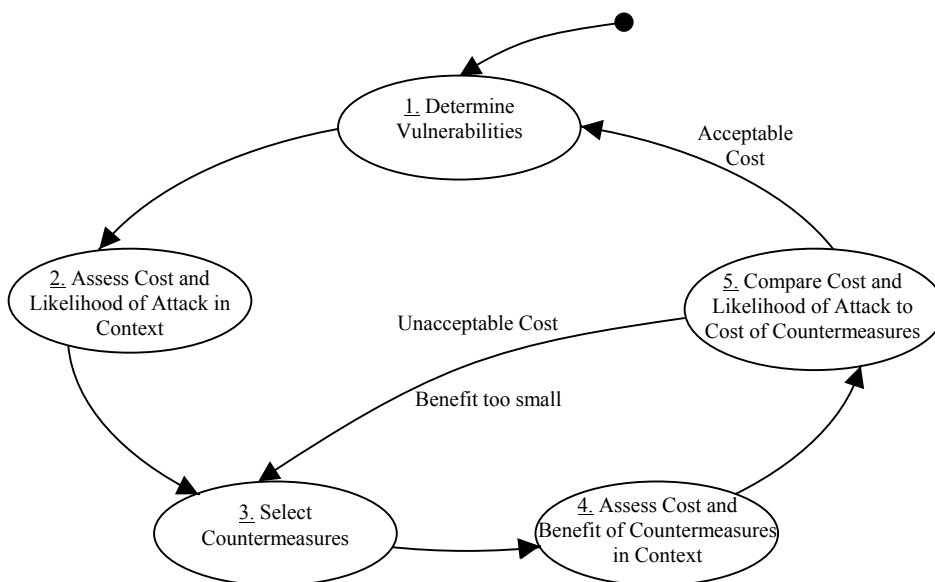 1. Determine
Vulnerabilities
Acceptable
Cost
2. Assess Cost and
Likelihood of Attack in
Context
5. Compare Cost and
Likelihood of Attack to
Cost of Countermeasures
Unacceptable Cost
Benefit too small
3. Select
Countermeasures
4. Assess Cost and
Benefit of Countermeasures
in Context